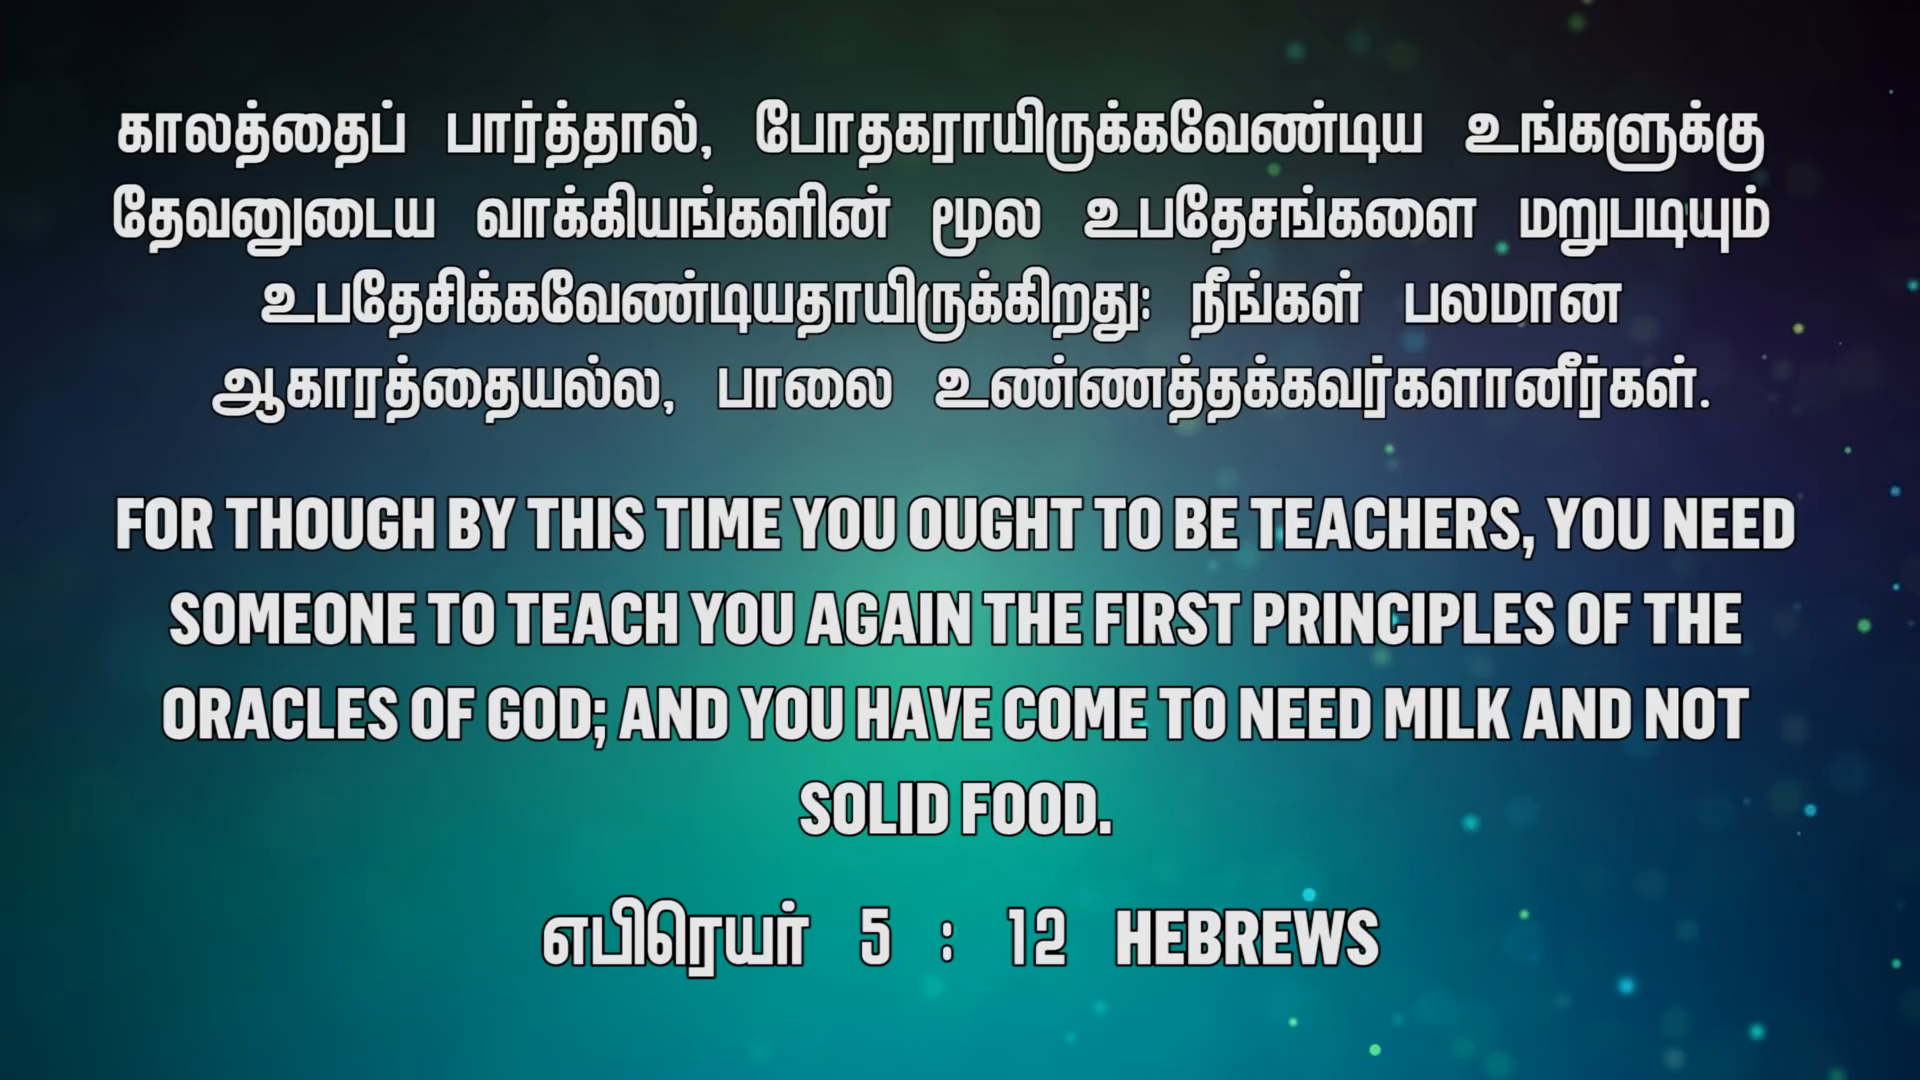 காலத்தைப் பார்த்தால், போதகராயிருக்கவேண்டிய உங்களுக்கு
தேவனுடைய வாக்கியங்களின் மூல உபதேசங்களை மறுபடியும்
உபதேசிக்கவேண்டியதாயிருக்கிறது: நீங்கள் பலமான
ஆகாரத்தையல்ல, பாலை உண்ணத்தக்கவர்களானீர்கள்.
FOR THOUGH BY THIS TIME YOU OUGHT TO BE TEACHERS, YOU NEED
SOMEONE TO TEACH YOU AGAIN THE FIRST PRINCIPLES OF THE
ORACLES OF GOD; AND YOU HAVE COME TO NEED MILK AND NOT
SOLID FOOD.
எபிரெயர் 5 : 12 HEBREWS